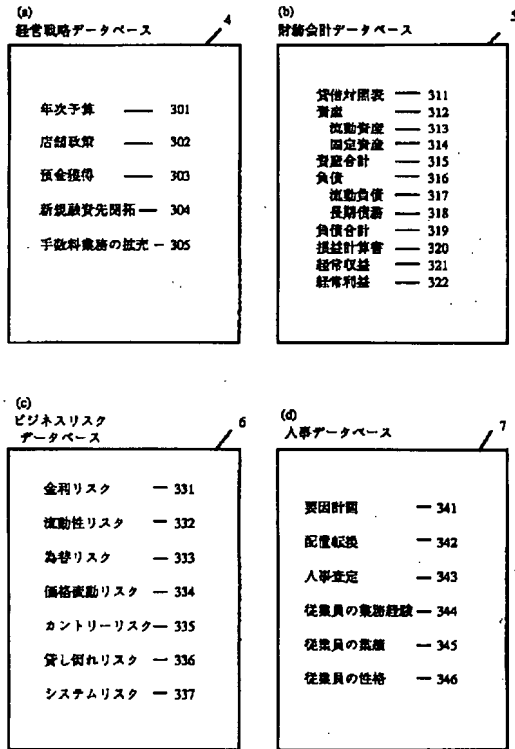 (a)
経営戦略データベース
4
年次予算 — 301
店舗政策 — 302
預金獲得 — 303
新規融資先開拓 — 304
手数料業務の拡充 — 305
(b)
財務会計データベース
5
貸借対照表 — 311
資産 — 312
流動資産 — 313
固定資産 — 314
資産合計 — 315
負債 — 316
流動負債 — 317
長期債務 — 318
負債合計 — 319
損益計算書 — 320
経常収益 — 321
経常利益 — 322
(c)
ビジネスリスク
データベース
6
金利リスク — 331
流動性リスク — 332
為替リスク — 333
価格変動リスク — 334
カントリーリスク — 335
貸し倒れリスク — 336
システムリスク — 337
(d)
人事データベース
7
要因計画 — 341
配置転換 — 342
人事査定 — 343
従業員の業務経験 — 344
従業員の業績 — 345
従業員の性格 — 346